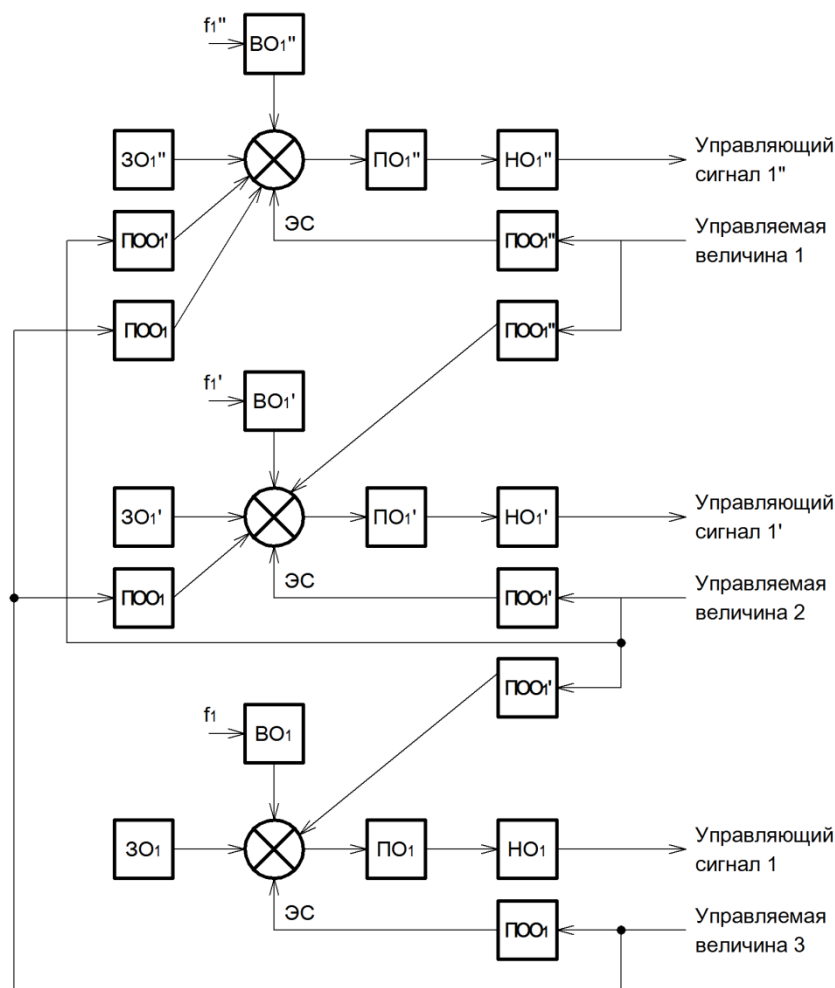 f1"
ВО1"
ЗО1"
ПО1"
НО1"
Управляющий
сигнал 1"
ПОО1'
ЭС
ПОО1"
Управляемая
величина 1
ПОО1
ПОО1"
f1'
ВО1'
ЗО1'
ПО1'
НО1'
Управляющий
сигнал 1'
ПОО1
ЭС
ПОО1'
Управляемая
величина 2
ПОО1'
f1
ВО1
ЗО1
ПО1
НО1
Управляющий
сигнал 1
ЭС
ПОО1
Управляемая
величина 3